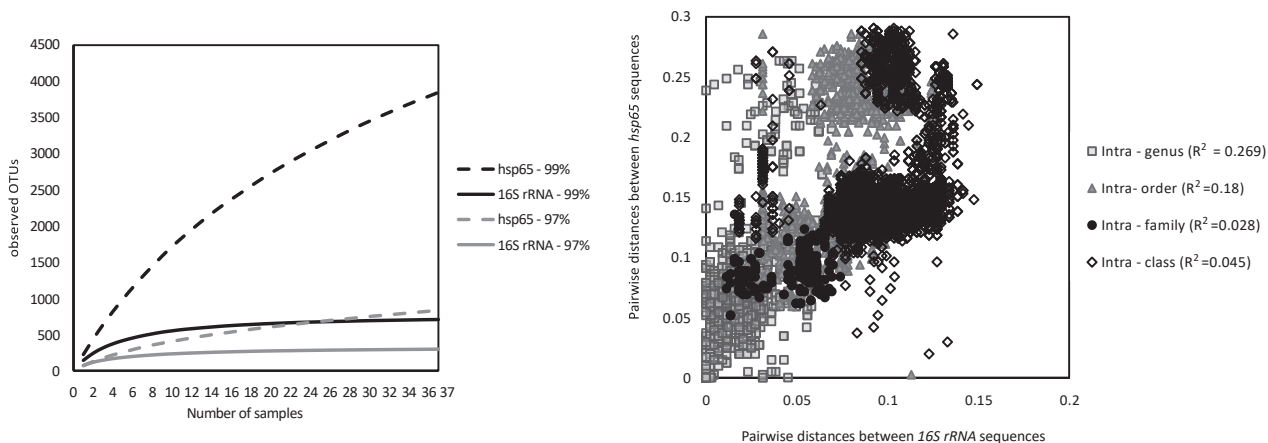 4500
4000
3500
3000
2500
2000
1500
1000
500
0
observed OTUs
0 2 4 6 8 10 12 14 16 18 20 22 24 26 28 30 32 34 36 37
Number of samples
hsp65 - 99%
16S rRNA - 99%
hsp65 - 97%
16S rRNA - 97%
0.3
0.25
0.2
0.15
0.1
0.05
0
Pairwise distances between hsp65 sequences
0 0.05 0.1 0.15 0.2
Pairwise distances between 16S rRNA sequences
Intra - genus (R² = 0.269)
Intra- order (R²=0.18)
Intra - family (R²=0.028)
Intra - class (R²=0.045)